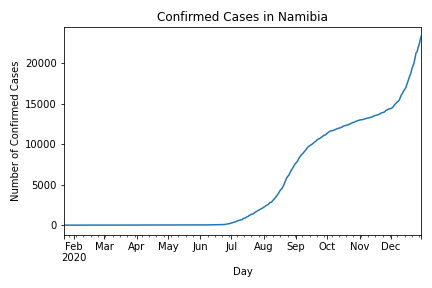 Confirmed Cases in Namibia
Number of Confirmed Cases
20000
15000
10000
5000
0
Feb Mar Apr May Jun Jul Aug Sep Oct Nov Dec
2020
Day